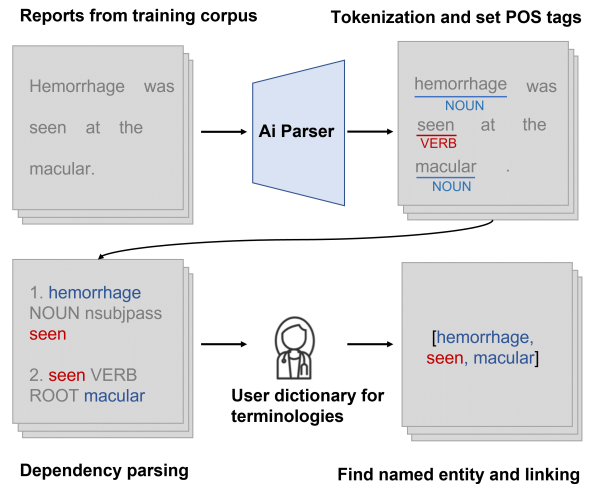 Reports from training corpus
Tokenization and set POS tags
Hemorrhage was
seen at the
macular.
Ai Parser
hemorrhage was
NOUN
seen at the
VERB
macular .
NOUN
1. hemorrhage
NOUN nsubjpass
seen
2. seen VERB
ROOT macular
User dictionary for
terminologies
[hemorrhage,
seen, macular]
Dependency parsing
Find named entity and linking